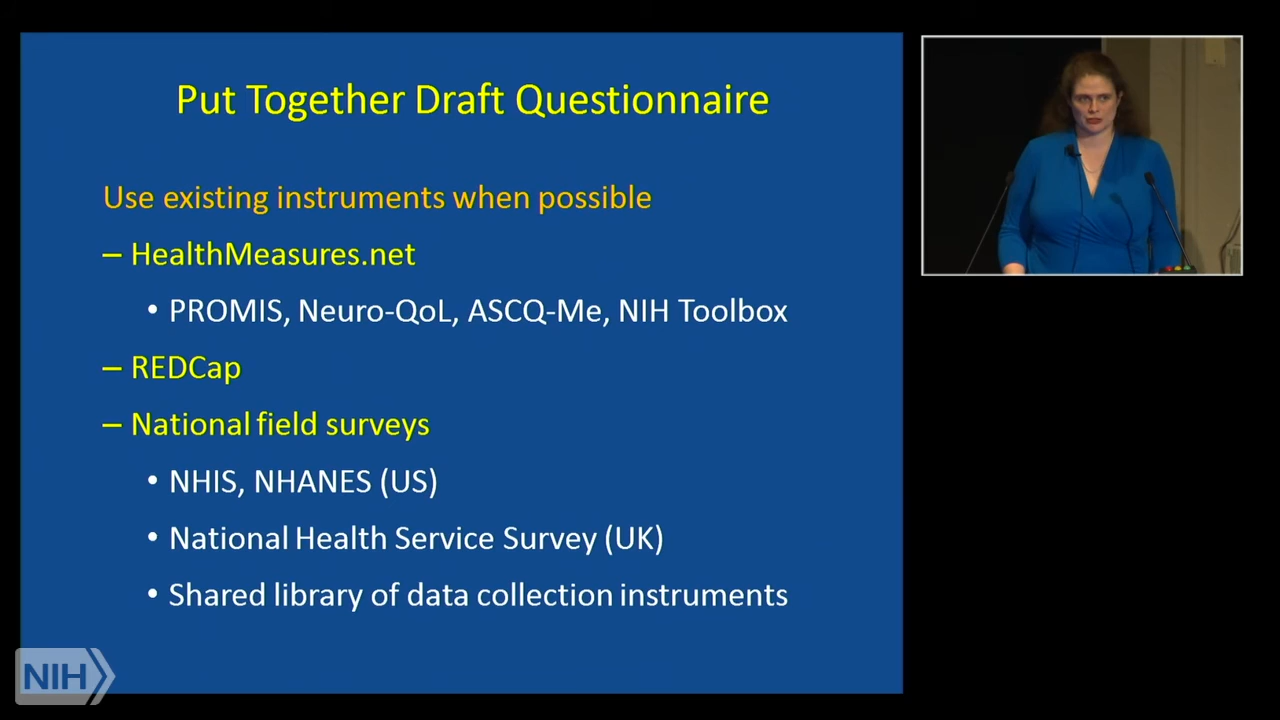 Put Together Draft Questionnaire
Use existing instruments when possible
– HealthMeasures.net
• PROMIS, Neuro-QoL, ASCQ-Me, NIH Toolbox
– REDCap
– National field surveys
• NHIS, NHANES (US)
• National Health Service Survey (UK)
• Shared library of data collection instruments
NIH